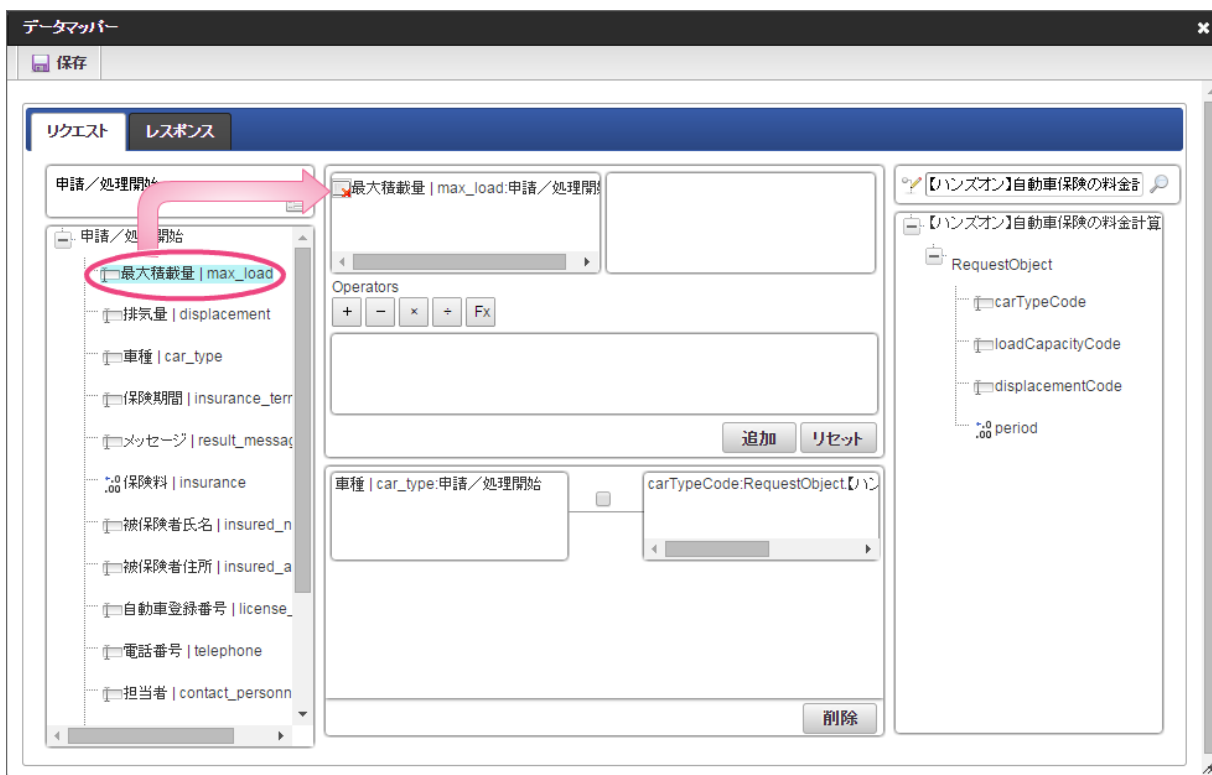 データマッパー
保存
リクエスト
レスポンス
申請／処理開始
申請／処理開始
最大積載量 | max_load
排気量 | displacement
車種 | car_type
保険期間 | insurance_terr
メッセージ | result_messag
保険料 | insurance
被保険者氏名 | insured_n
被保険者住所 | insured_a
自動車登録番号 | license_
電話番号 | telephone
担当者 | contact_personn
最大積載量 | max_load:申請／処理開始
Operators
+ − × ÷ Fx
追加 リセット
車種 | car_type:申請／処理開始
carTypeCode:RequestObject.【ハン
削除
【ハンズオン】自動車保険の料金計
【ハンズオン】自動車保険の料金計算
RequestObject
carTypeCode
loadCapacityCode
displacementCode
period